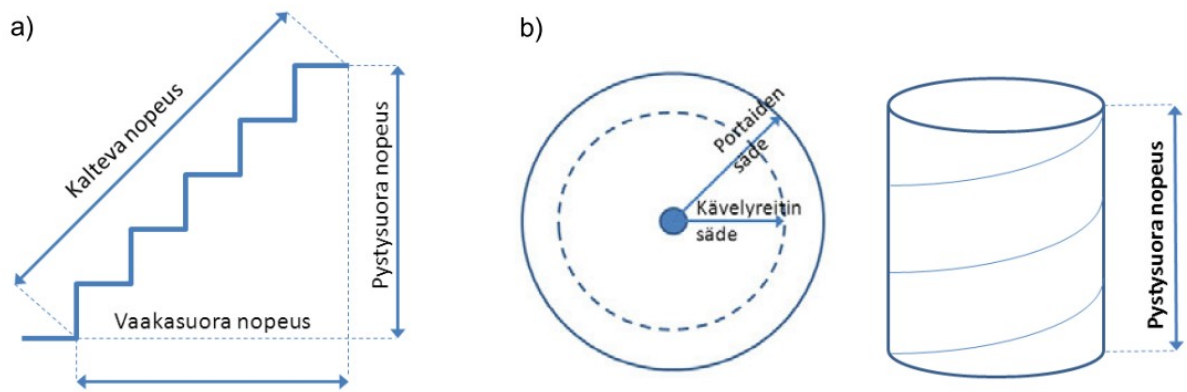 a)
Kalteva nopeus
Pystysuora nopeus
Vaakasuora nopeus
b)
Portaiden
säde
Kävelyreitin
säde
Pystysuora nopeus